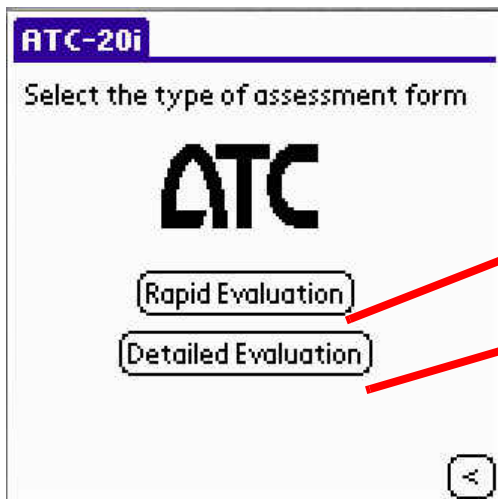 ATC-20i
Select the type of assessment form
ATC
Rapid Evaluation
Detailed Evaluation
<